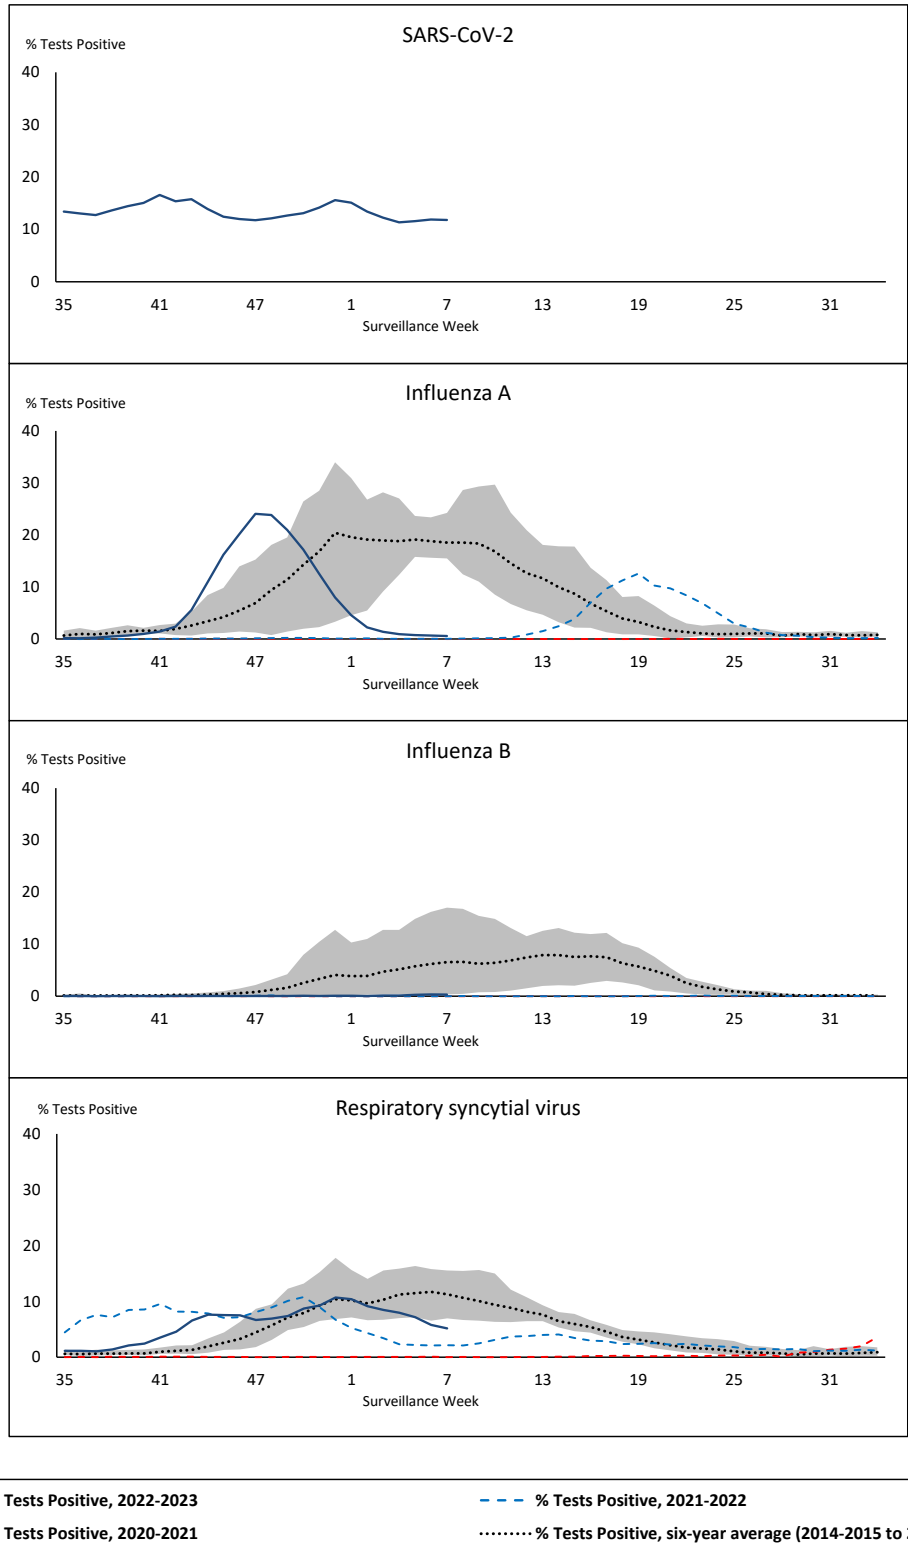 SARS-CoV-2
% Tests Positive
40
30
20
10
0
35 41 47 1 7 13 19 25 31
Surveillance Week
Influenza A
% Tests Positive
40
30
20
10
0
35 41 47 1 7 13 19 25 31
Surveillance Week
Influenza B
% Tests Positive
40
30
20
10
0
35 41 47 1 7 13 19 25 31
Surveillance Week
Respiratory syncytial virus
% Tests Positive
40
30
20
10
0
35 41 47 1 7 13 19 25 31
Surveillance Week
Tests Positive, 2022-2023 % Tests Positive, 2021-2022
Tests Positive, 2020-2021 % Tests Positive, six-year average (2014-2015 to